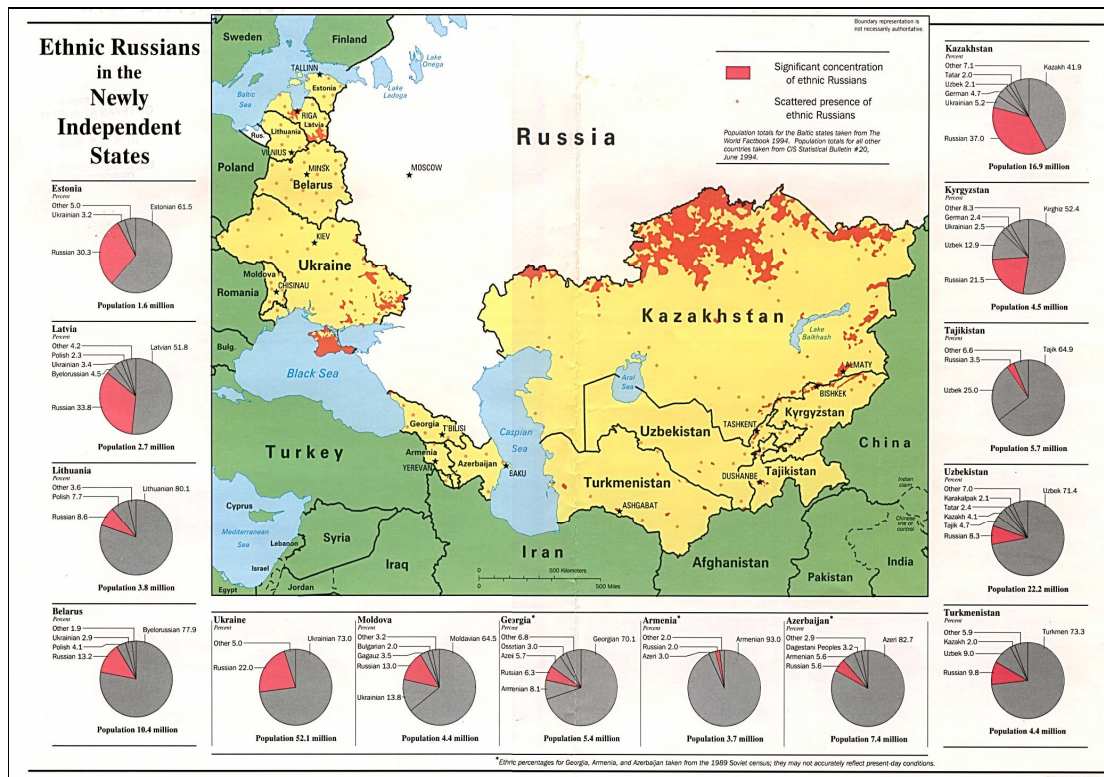 Ethnic Russians
in the
Newly
Independent
States
Boundary representation is
not necessarily authoritative.
Significant concentration
of ethnic Russians
Scattered presence of
ethnic Russians
Population totals for the Baltic states taken from The
World Factbook 1994. Population totals for all other
countries taken from CIS Statistical Bulletin #20,
June 1994.
Sweden
Finland
Lake
Onega
Lake
Ladoga
TALLINN
Estonia
Baltic
Sea
RIGA
Latvia
Lithuania
Rus.
VILNIUS
Poland
MINSK
Belarus
MOSCOW
Russia
KIEV
Ukraine
Moldova
CHISINAU
Romania
Bulg.
Black Sea
Kazakhstan
Lake
Balkhash
Aral
Sea
ALMATY
BISHKEK
Kyrgyzstan
Georgia
T'BILISI
Armenia
YEREVAN
Azerbaijan
EAKU
Caspian
Sea
Uzbekistan
TASHKENT
China
Turkey
Turkmenistan
DUSHANBE
Tajikistan
ASHGABAT
Indian
claim
Chinese
line of
control
Cyprus
Mediterranean
Sea
Lebanon
Syria
Israel
Iraq
Iran
Afghanistan
Pakistan
India
Jordan
Egypt
0 500 Kilometers
0 500 Miles
Estonia
Percent
Other 5.0
Estonian 61.5
Ukrainian 3.2
Russian 30.3
Population 1.6 million
Latvia
Percent
Other 4.2
Latvian 51.8
Polish 2.3
Ukrainian 3.4
Byelorussian 4.5
Russian 33.8
Population 2.7 million
Lithuania
Percent
Other 3.6
Lithuanian 80.1
Polish 7.7
Russian 8.6
Population 3.8 million
Belarus
Percent
Other 1.9
Byelorussian 77.9
Ukrainian 2.9
Polish 4.1
Russian 13.2
Population 10.4 million
Ukraine
Percent
Other 5.0
Ukrainian 73.0
Russian 22.0
Population 52.1 million
Moldova
Percent
Other 3.2
Moldavian 64.5
Bulgarian 2.0
Gagauz 3.5
Russian 13.0
Ukrainian 13.8
Population 4.4 million
Georgia*
Percent
Other 6.8
Georgian 70.1
Ossetian 3.0
Azeri 5.7
Russian 6.3
Armenian 8.1
Population 5.4 million
Armenia*
Percent
Other 2.0
Armenian 93.0
Russian 2.0
Azeri 3.0
Population 3.7 million
Azerbaijan*
Percent
Other 2.9
Azeri 82.7
Dagestani Peoples 3.2
Armenian 5.6
Russian 5.6
Population 7.4 million
Kazakhstan
Percent
Other 7.1
Kazakh 41.9
Tatar 2.0
Uzbek 2.1
German 4.7
Ukrainian 5.2
Russian 37.0
Population 16.9 million
Kyrgyzstan
Percent
Other 8.3
Kirghiz 52.4
German 2.4
Ukrainian 2.5
Uzbek 12.9
Russian 21.5
Population 4.5 million
Tajikistan
Percent
Other 6.6
Tajik 64.9
Russian 3.5
Uzbek 25.0
Population 5.7 million
Uzbekistan
Percent
Other 7.0
Uzbek 71.4
Karakalpak 2.1
Tatar 2.4
Kazakh 4.1
Tajik 4.7
Russian 8.3
Population 22.2 million
Turkmenistan
Percent
Other 5.9
Turkmen 73.3
Kazakh 2.0
Uzbek 9.0
Russian 9.8
Population 4.4 million
*Ethnic percentages for Georgia, Armenia, and Azerbaijan taken from the 1989 Soviet census; they may not accurately reflect present-day conditions.